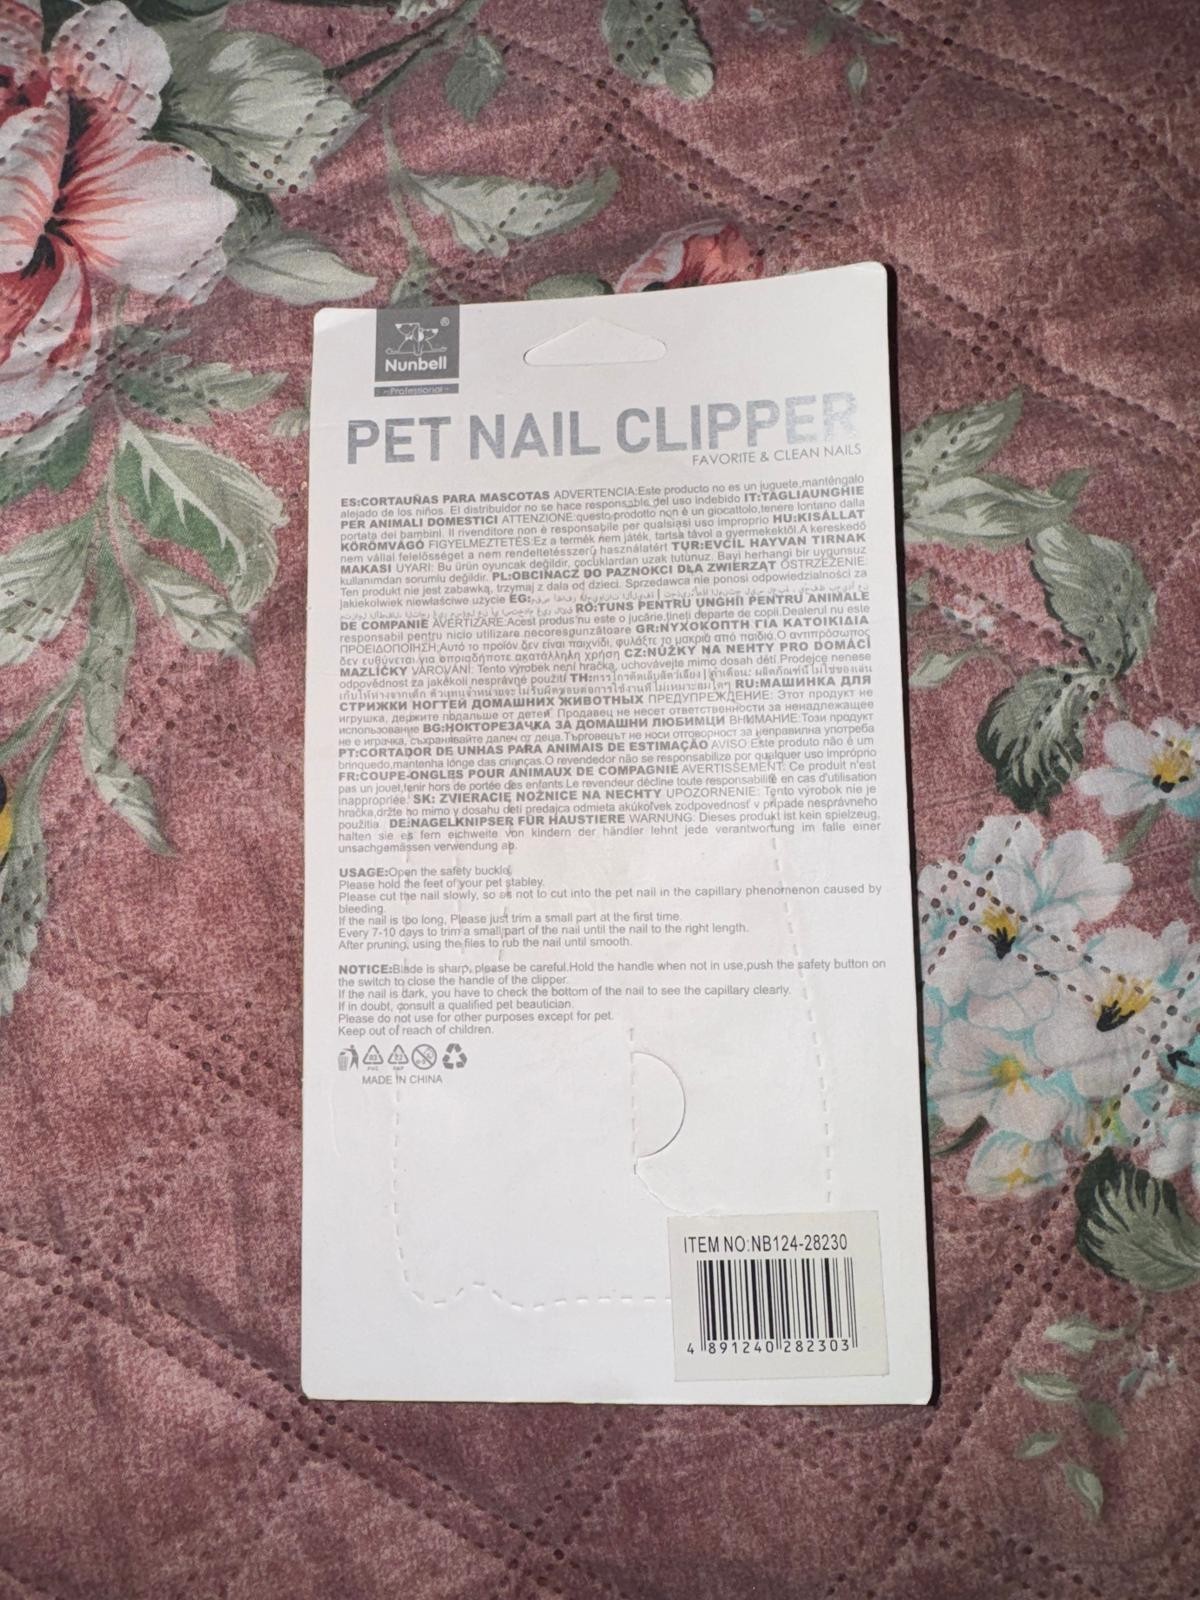 Nunbell
®
Professional
PET NAIL CLIPPER
FAVORITE & CLEAN NAILS
ES:CORTAUÑAS PARA MASCOTAS ADVERTENCIA:Este producto no es un juguete,manténgalo
alejado de los niños. El distribuidor no se hace responsable del uso indebido IT:TAGLIAUNGHIE
PER ANIMALI DOMESTICI ATTENZIONE:questo prodotto non è un giocattolo,tenere lontano dalla
portata dei bambini. Il rivenditore non è responsabile per qualsiasi uso improprio HU:KISÁLLAT
KÖRÖMVÁGÓ FIGYELMEZTETÉS:Ez a termék nem játék, tartsa távol a gyermekektől.A kereskedő
nem vállal felelősséget a nem rendeltetésszerű használatért TUR:EVCİL HAYVAN TIRNAK
MAKASI UYARI: Bu ürün oyuncak değildir, çocuklardan uzak tutunuz. Bayi herhangi bir uygunsuz
kullanımdan sorumlu değildir. PL:OBCINACZ DO PAZNOKCI DLA ZWIERZĄT OSTRZEŻENIE:
Ten produkt nie jest zabawką, trzymaj z dala od dzieci. Sprzedawca nie ponosi odpowiedzialności za
jakiekolwiek niewłaściwe użycie EG:
RO:TUNS PENTRU UNGHII PENTRU ANIMALE
DE COMPANIE AVERTIZARE:Acest produs nu este o jucărie,țineți departe de copii.Dealerul nu este
responsabil pentru nicio utilizare necorespunzătoare GR:ΝΥΧΟΚΟΠΤΗ ΓΙΑ ΚΑΤΟΙΚΙΔΙΑ
ΠΡΟΕΙΔΟΠΟΙΗΣΗ:Αυτό το προϊόν δεν είναι παιχνίδι, φυλάξτε το μακριά από παιδιά.Ο αντιπρόσωπος
δεν ευθύνεται για οποιαδήποτε ακατάλληλη χρήση CZ:NŮŽKY NA NEHTY PRO DOMÁCÍ
MAZLÍČKY VAROVÁNÍ: Tento výrobek není hračka, uchovávejte mimo dosah dětí.Prodejce nenese
odpovědnost za jakékoli nesprávné použití TH:
RU:МАШИНКА ДЛЯ
СТРИЖКИ НОГТЕЙ ДОМАШНИХ ЖИВОТНЫХ ПРЕДУПРЕЖДЕНИЕ: Этот продукт не
игрушка, держите подальше от детей. Продавец не несет ответственности за ненадлежащее
использование BG:НОКТОРЕЗАЧКА ЗА ДОМАШНИ ЛЮБИМЦИ ВНИМАНИЕ:Този продукт
не е играчка, съхранявайте далеч от деца.Търговецът не носи отговорност за неправилна употреба
PT:CORTADOR DE UNHAS PARA ANIMAIS DE ESTIMAÇÃO AVISO:Este produto não é um
brinquedo,mantenha longe das crianças.O revendedor não se responsabiliza por qualquer uso impróprio
FR:COUPE-ONGLES POUR ANIMAUX DE COMPAGNIE AVERTISSEMENT: Ce produit n'est
pas un jouet,tenir hors de portée des enfants.Le revendeur décline toute responsabilité en cas d'utilisation
inappropriée. SK: ZVIERACIE NOŽNICE NA NECHTY UPOZORNENIE: Tento výrobok nie je
hračka,držte ho mimo v dosahu detí predajca odmieta akúkoľvek zodpovednosť v prípade nesprávneho
použitia. DE:NAGELKNIPSER FÜR HAUSTIERE WARNUNG: Dieses produkt ist kein spielzeug,
halten sie es fern eichweite von kindern der händler lehnt jede verantwortung im falle einer
unsachgemässen verwendung ab.
USAGE:Open the safety buckle.
Please hold the feet of your pet stabley.
Please cut the nail slowly, so as not to cut into the pet nail in the capillary phenomenon caused by
bleeding.
If the nail is too long, Please just trim a small part at the first time.
Every 7-10 days to trim a small part of the nail until the nail to the right length.
After pruning, using the files to rub the nail until smooth.
NOTICE:Blade is sharp, please be careful.Hold the handle when not in use,push the safety button on
the switch to close the handle of the clipper.
If the nail is dark, you have to check the bottom of the nail to see the capillary clearly.
If in doubt, consult a qualified pet beautician.
Please do not use for other purposes except for pet.
Keep out of reach of children.
03
PVC
22
PAP
0-3
MADE IN CHINA
ITEM NO:NB124-28230
4 891240 282303